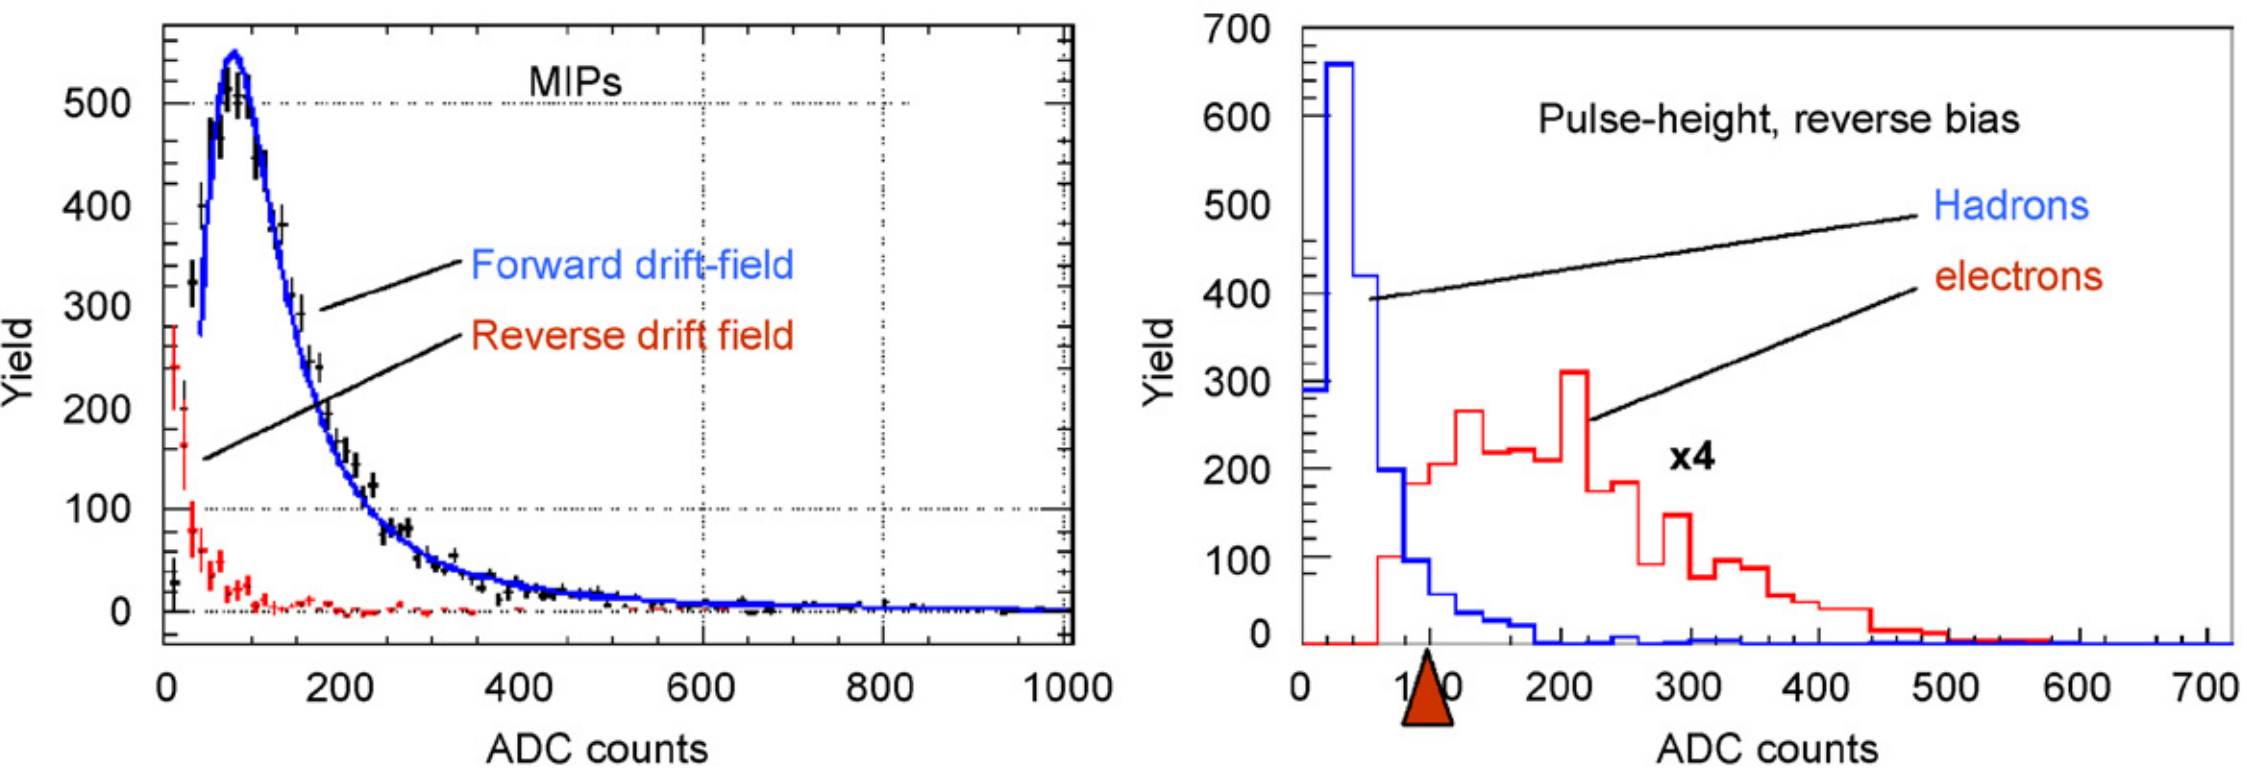 MIPs
Forward drift-field
Reverse drift field
500
400
300
200
100
0
Yield
0 200 400 600 800 1000
ADC counts
Pulse-height, reverse bias
Hadrons
electrons
x4
700
600
500
400
300
200
100
0
Yield
0 100 200 300 400 500 600 700
ADC counts